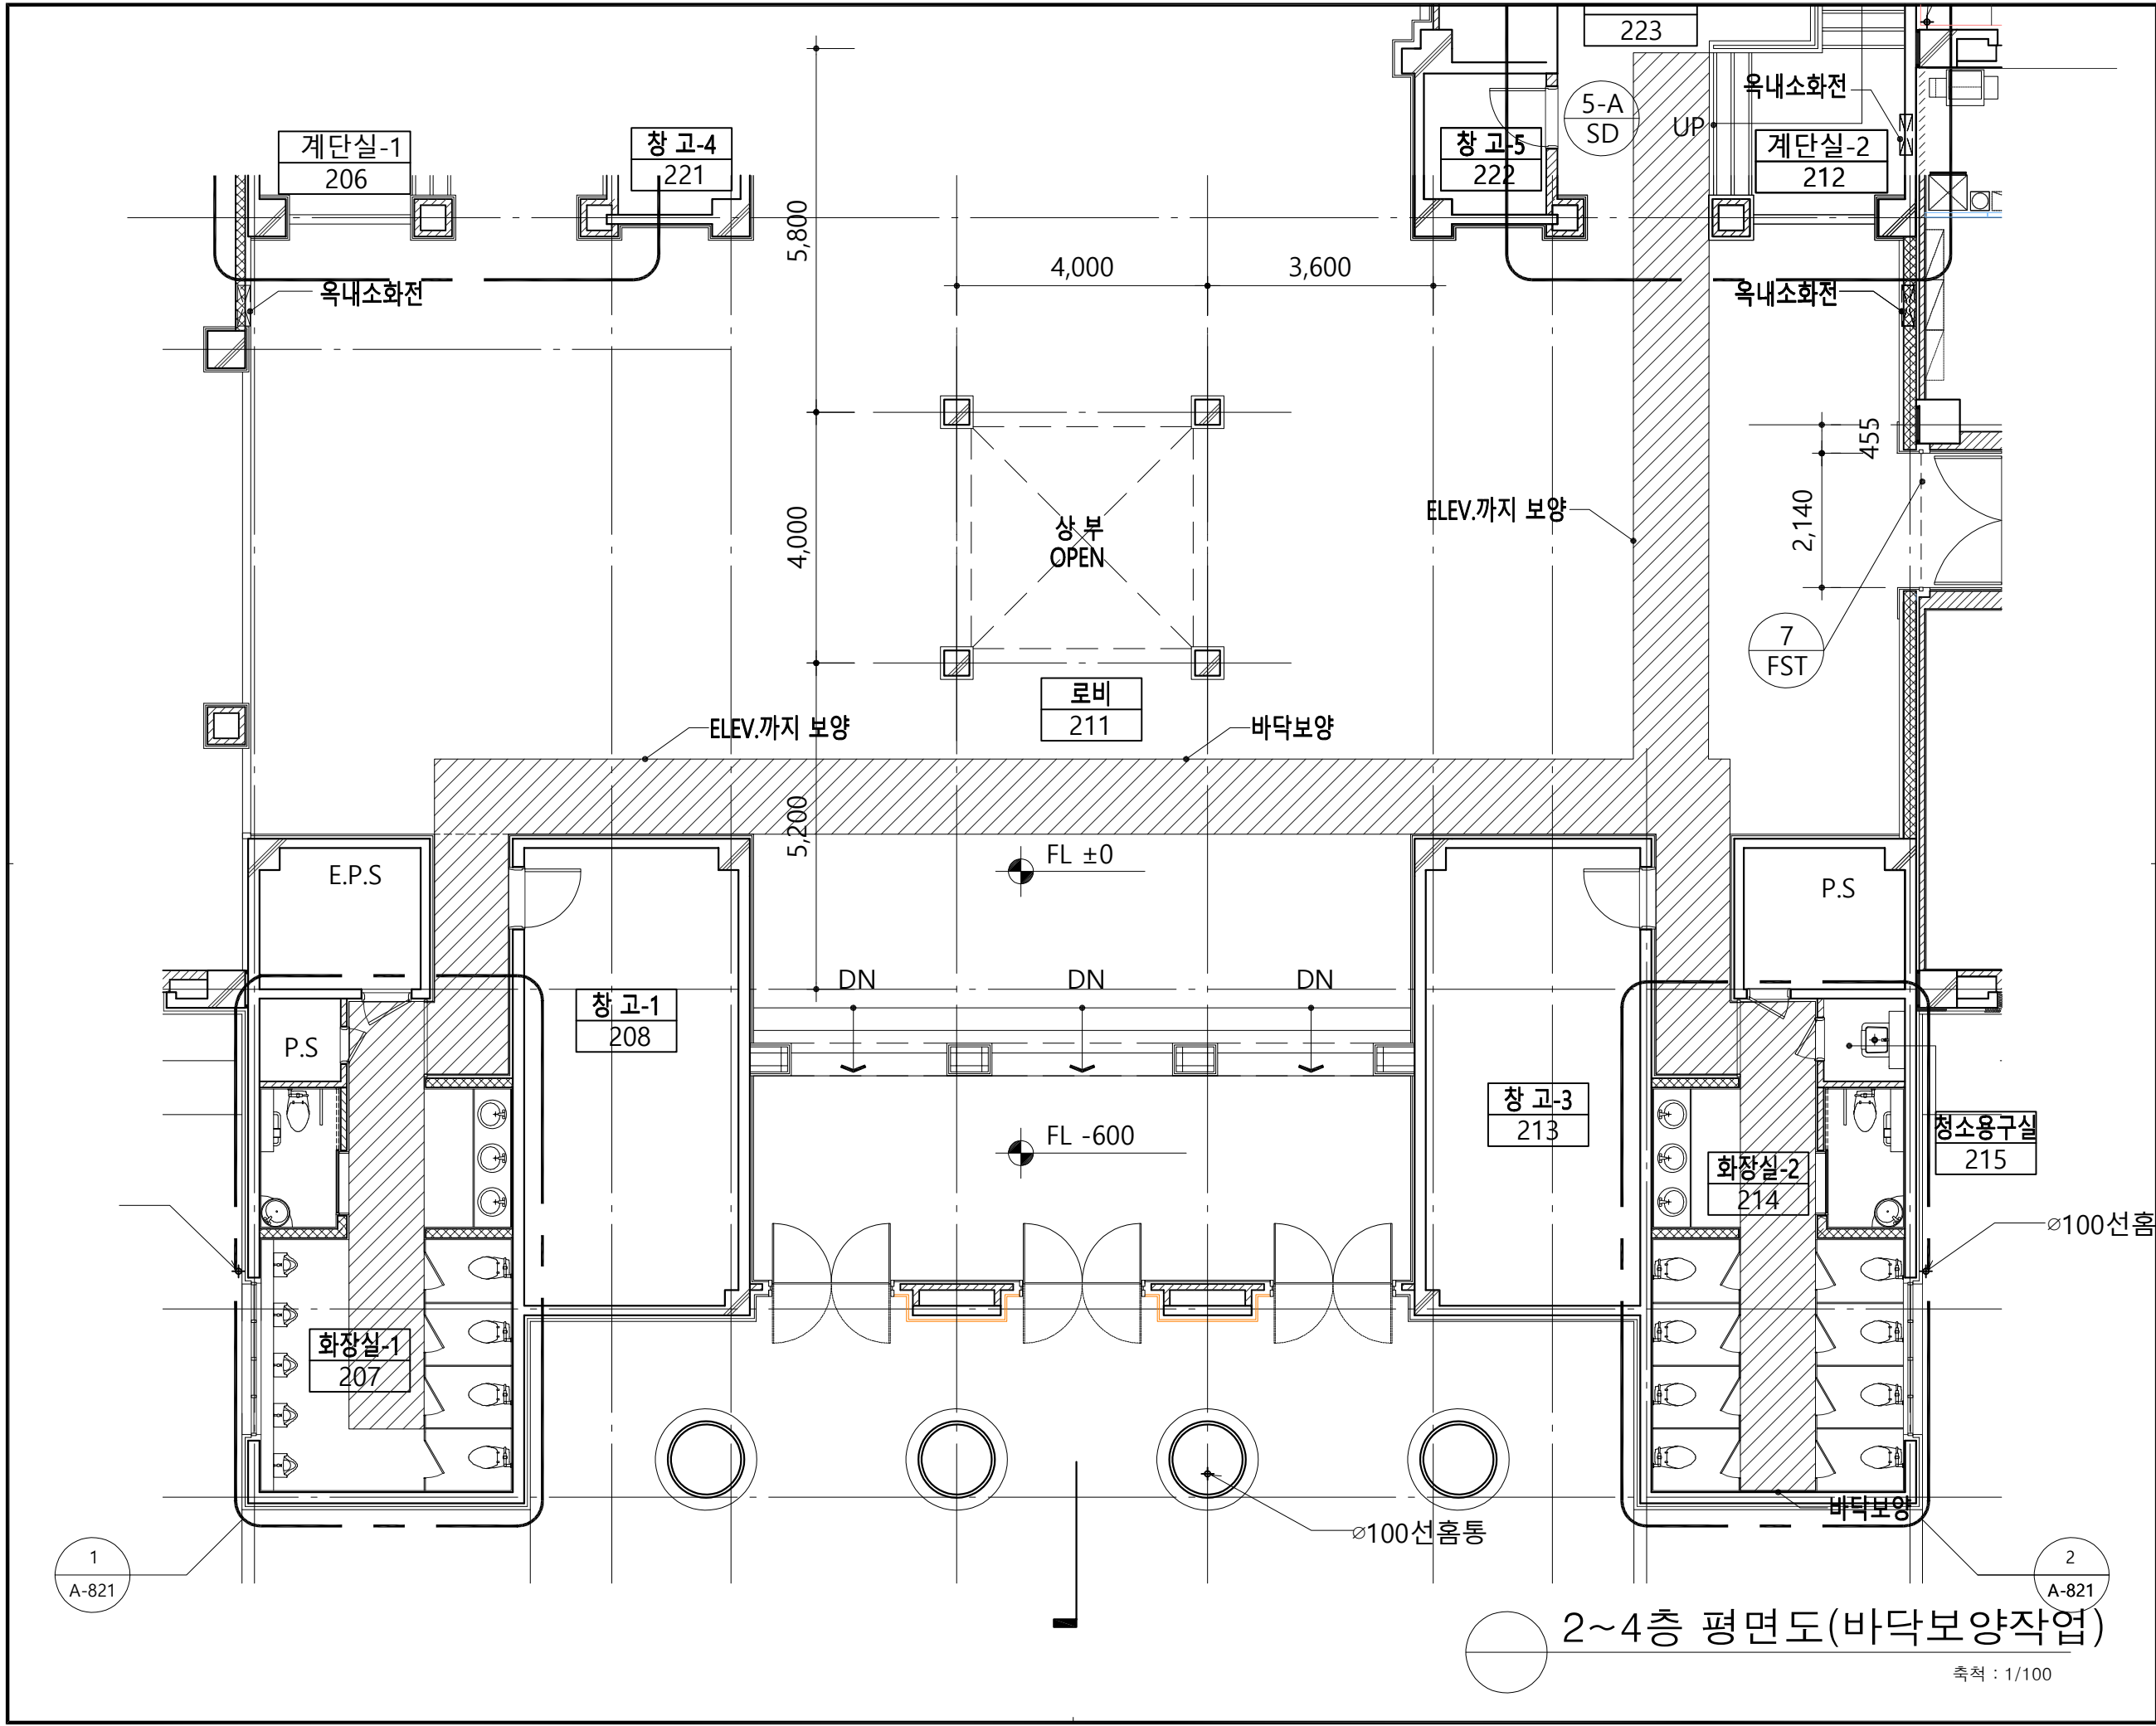 223
옥내소화전
5-A
SD
UP
계단실-1
206
창 고-4
221
창 고-5
222
계단실-2
212
5,800
4,000
3,600
옥내소화전
옥내소화전
455
ELEV.까지 보양
2,140
4,000
상 부
OPEN
7
FST
로비
211
ELEV.까지 보양
바닥보양
5,200
FL ±0
E.P.S
P.S
DN
DN
DN
창 고-1
208
P.S
창 고-3
213
FL -600
청소용구실
215
화장실-2
214
⌀100선홈
화장실-1
207
바닥보양
⌀100선홈통
1
A-821
2
A-821
2~4층 평면도(바닥보양작업)
축척 : 1/100